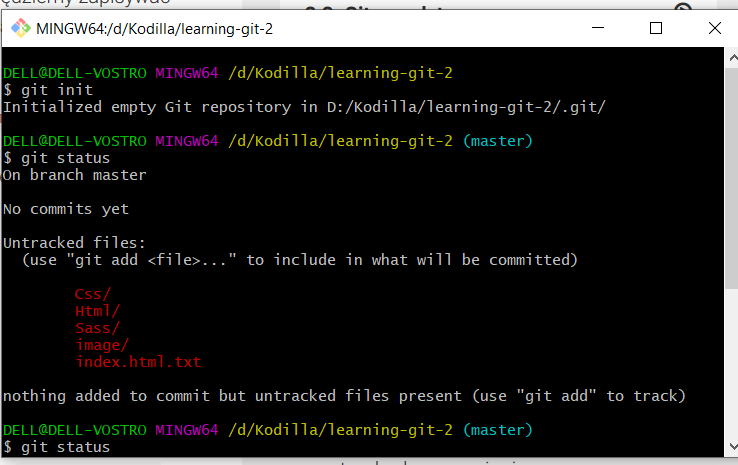 MINGW64:/d/Kodilla/learning-git-2
DELL@DELL-VOSTRO MINGW64 /d/Kodilla/learning-git-2
$ git init
Initialized empty Git repository in D:/Kodilla/learning-git-2/.git/
DELL@DELL-VOSTRO MINGW64 /d/Kodilla/learning-git-2 (master)
$ git status
On branch master
No commits yet
Untracked files:
(use "git add <file>..." to include in what will be committed)
Css/
Html/
Sass/
image/
index.html.txt
nothing added to commit but untracked files present (use "git add" to track)
DELL@DELL-VOSTRO MINGW64 /d/Kodilla/learning-git-2 (master)
$ git status